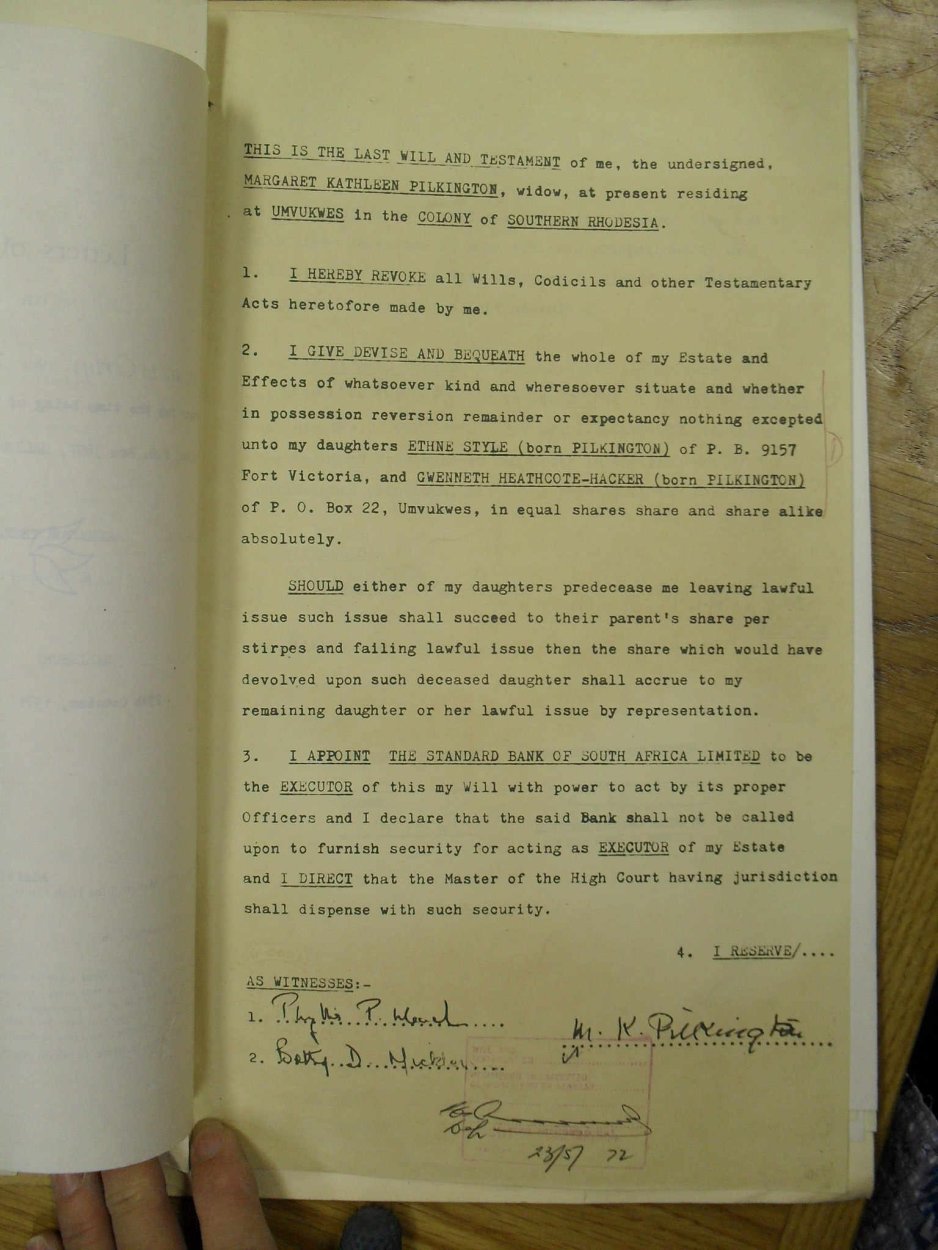 THIS IS THE LAST WILL AND TESTAMENT of me, the undersigned,
MARGARET KATHLEEN PILKINGTON, widow, at present residing
at UMVUKWES in the COLONY of SOUTHERN RHODESIA.
1. I HEREBY REVOKE all Wills, Codicils and other Testamentary
Acts heretofore made by me.
2. I GIVE DEVISE AND BEQUEATH the whole of my Estate and
Effects of whatsoever kind and wheresoever situate and whether
in possession reversion remainder or expectancy nothing excepted
unto my daughters ETHNE STYLE (born PILKINGTON) of P. B. 9157
Fort Victoria, and GWENNETH HEATHCOTE-HACKER (born PILKINGTON)
of P. O. Box 22, Umvukwes, in equal shares share and share alike
absolutely.
SHOULD either of my daughters predecease me leaving lawful
issue such issue shall succeed to their parent's share per
stirpes and failing lawful issue then the share which would have
devolved upon such deceased daughter shall accrue to my
remaining daughter or her lawful issue by representation.
3. I APPOINT THE STANDARD BANK OF SOUTH AFRICA LIMITED to be
the EXECUTOR of this my Will with power to act by its proper
Officers and I declare that the said Bank shall not be called
upon to furnish security for acting as EXECUTOR of my Estate
and I DIRECT that the Master of the High Court having jurisdiction
shall dispense with such security.
4. I RESERVE/....
AS WITNESSES:-
1. P.
M. K. Pilkington
2. Betty D.
23/5/72